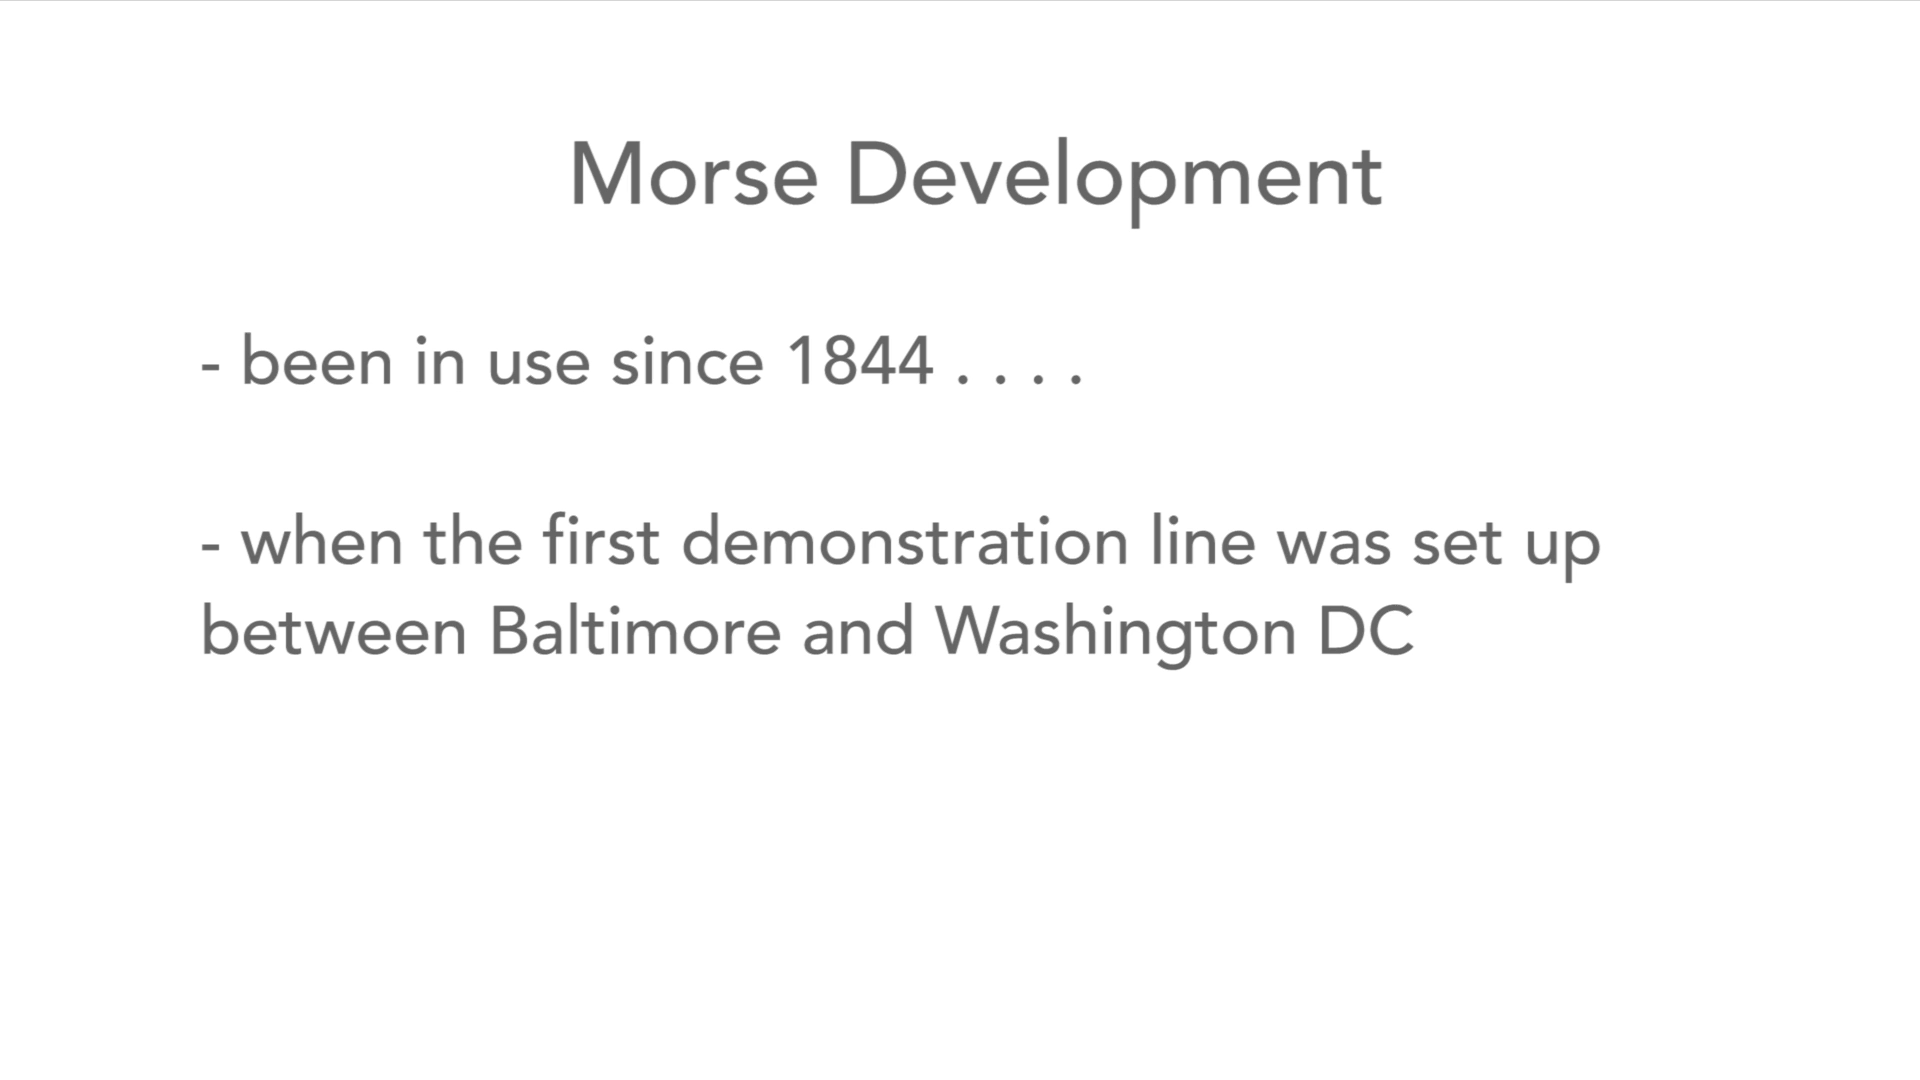 Morse Development
- been in use since 1844 . . . .
- when the first demonstration line was set up
between Baltimore and Washington DC